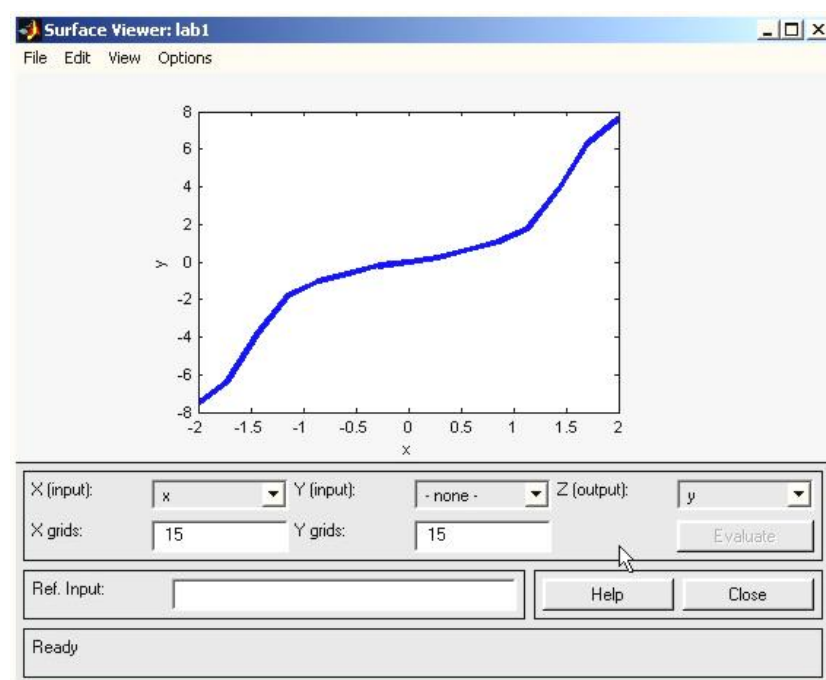 Surface Viewer: lab1
File Edit View Options
8
6
4
2
0
-2
-4
-6
-8
y
-2 -1.5 -1 -0.5 0 0.5 1 1.5 2
x
X (input): x Y (input): - none - Z (output): y
X grids: 15 Y grids: 15 Evaluate
Ref. Input: Help Close
Ready